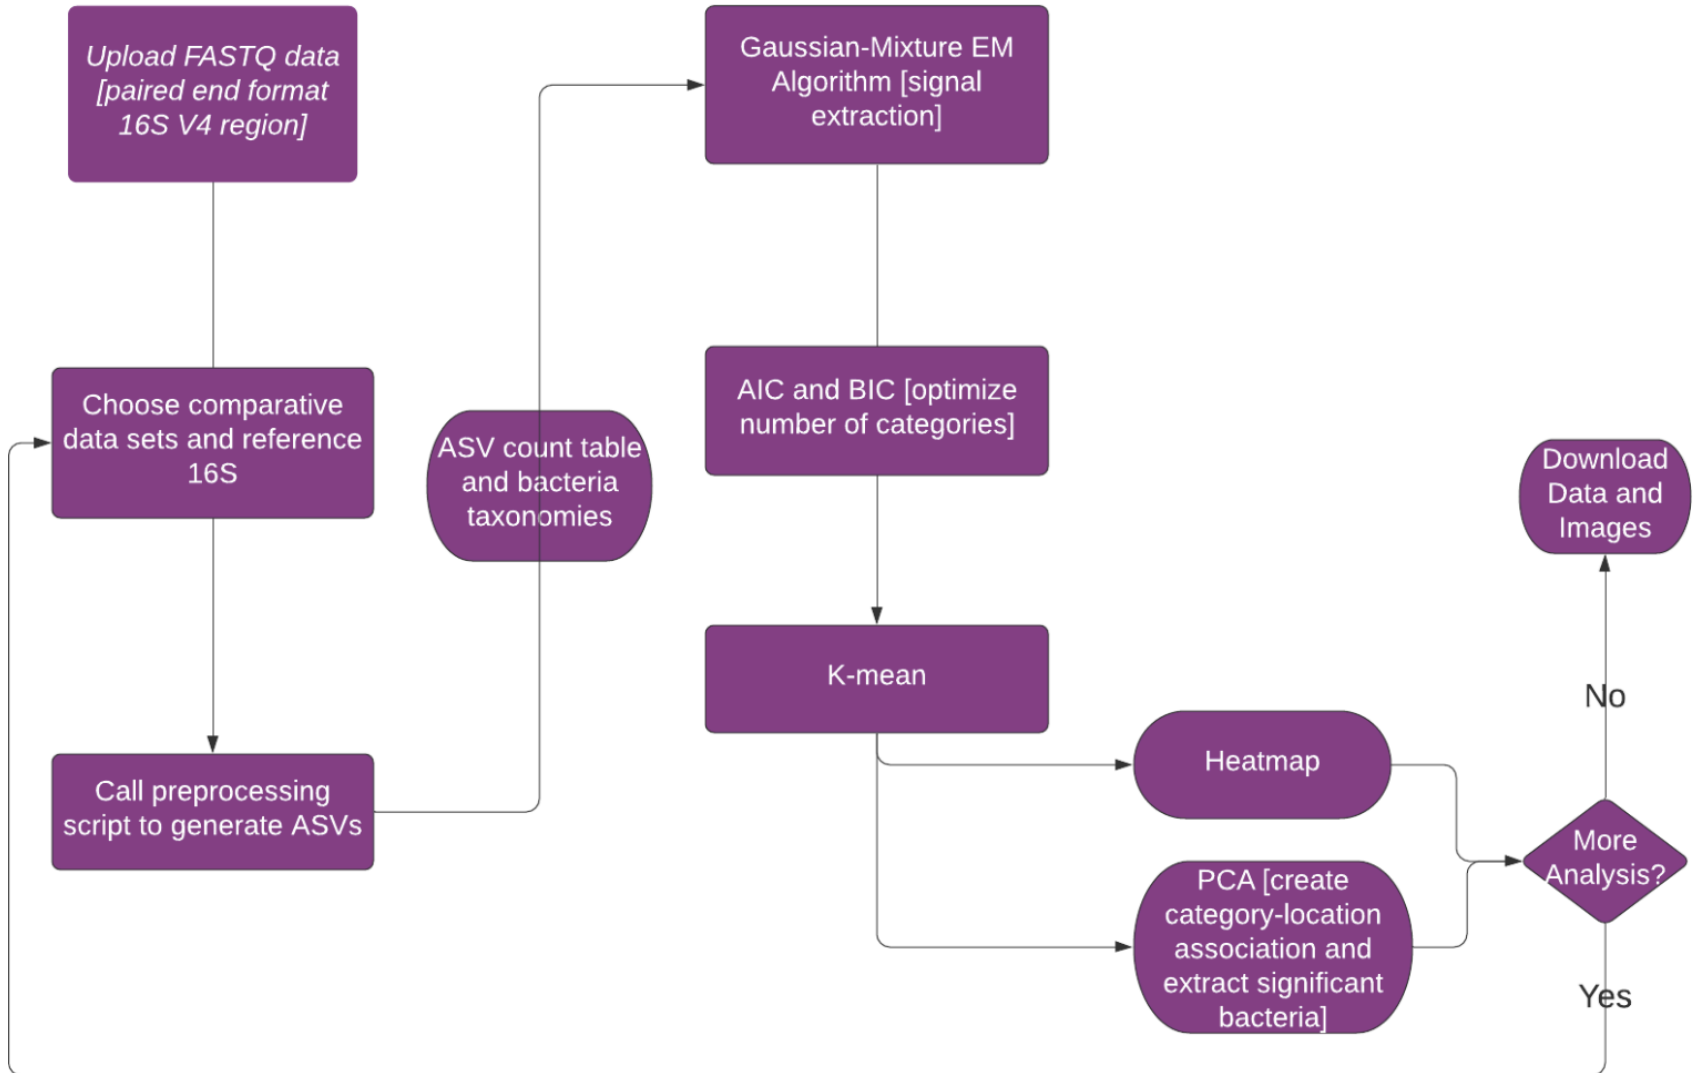 Upload FASTQ data
[paired end format
16S V4 region]
Choose comparative
data sets and reference
16S
Call preprocessing
script to generate ASVs
ASV count table
and bacteria
taxonomies
Gaussian-Mixture EM
Algorithm [signal
extraction]
AIC and BIC [optimize
number of categories]
K-mean
Heatmap
PCA [create
category-location
association and
extract significant
bacteria]
More
Analysis?
No
Yes
Download
Data and
Images